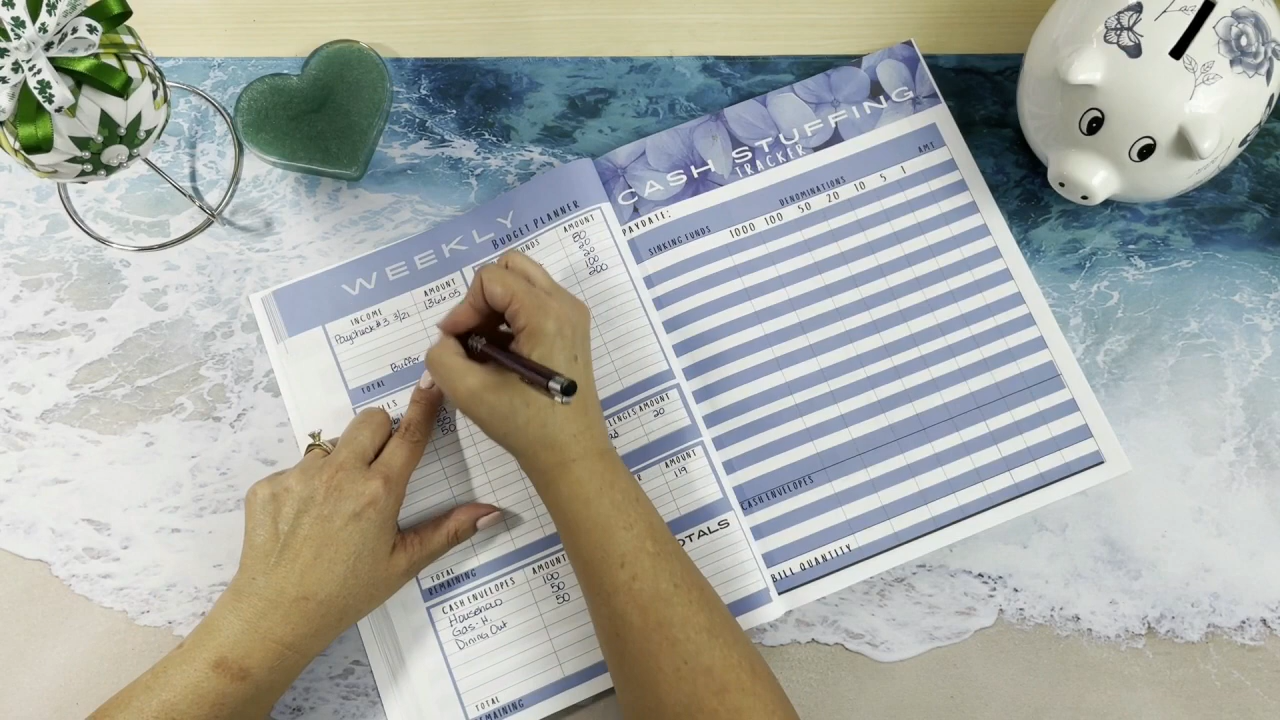 WEEKLY
BUDGET PLANNER
INCOME AMOUNT
Paycheck #3 3/21 1366.05
Buffer
TOTAL
50
FUNDS AMOUNT
80
20
20
100
200
AMOUNT
20
AMOUNT
119
TOTALS
TOTAL
REMAINING
CASH ENVELOPES AMOUNT
Household 100
Gas-H. 50
Dining Out 50
TOTAL
REMAINING
CASH STUFFING
TRACKER
PAYDATE:
DENOMINATIONS AMT
SINKING FUNDS 1000 100 50 20 10 5 1
CASH ENVELOPES
BILL QUANTITY